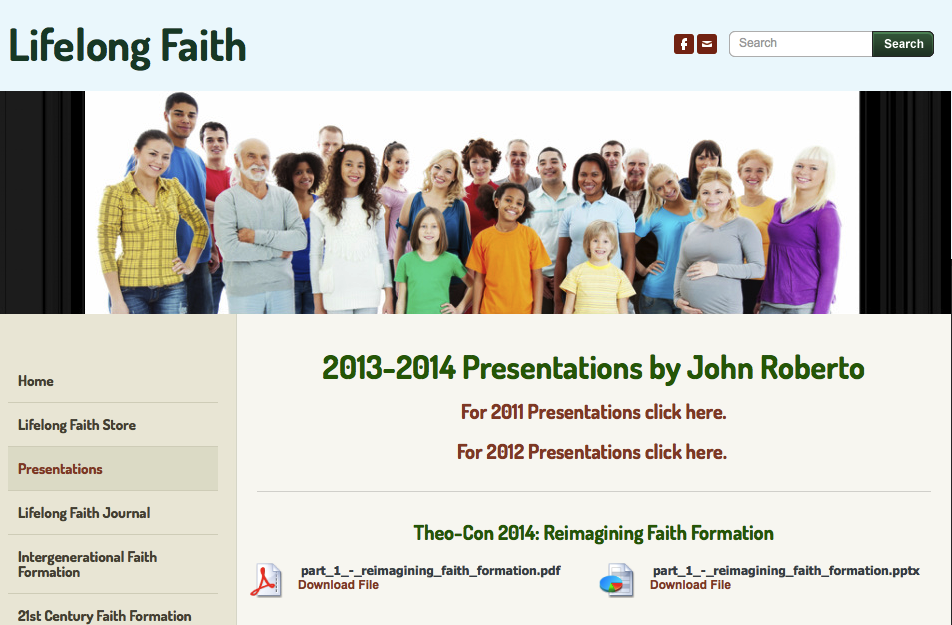 Lifelong Faith
Search
Search
Home
Lifelong Faith Store
Presentations
Lifelong Faith Journal
Intergenerational Faith
Formation
21st Century Faith Formation
2013-2014 Presentations by John Roberto
For 2011 Presentations click here.
For 2012 Presentations click here.
Theo-Con 2014: Reimagining Faith Formation
part_1_-_reimagining_faith_formation.pdf
Download File
part_1_-_reimagining_faith_formation.pptx
Download File